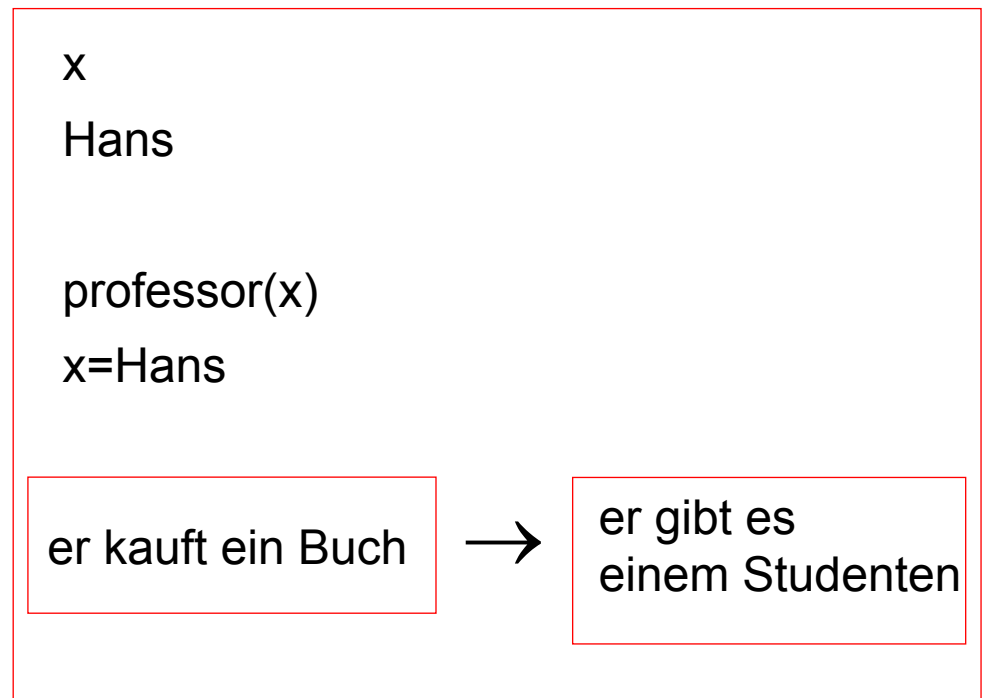 x
Hans
professor(x)
x=Hans
er kauft ein Buch → er gibt es
einem Studenten